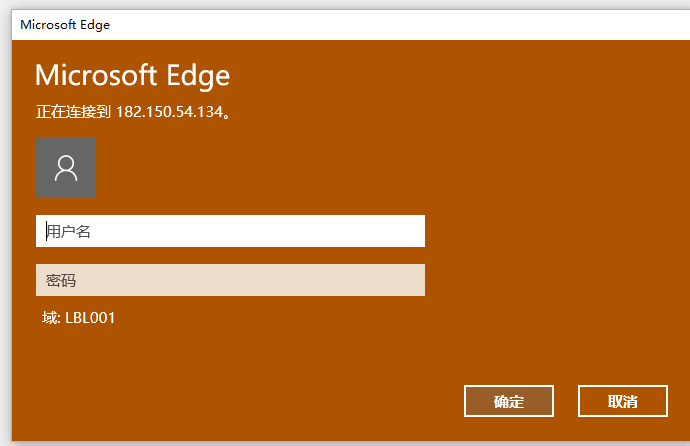 Microsoft Edge
Microsoft Edge
正在连接到 182.150.54.134。
用户名
密码
域: LBL001
确定 取消